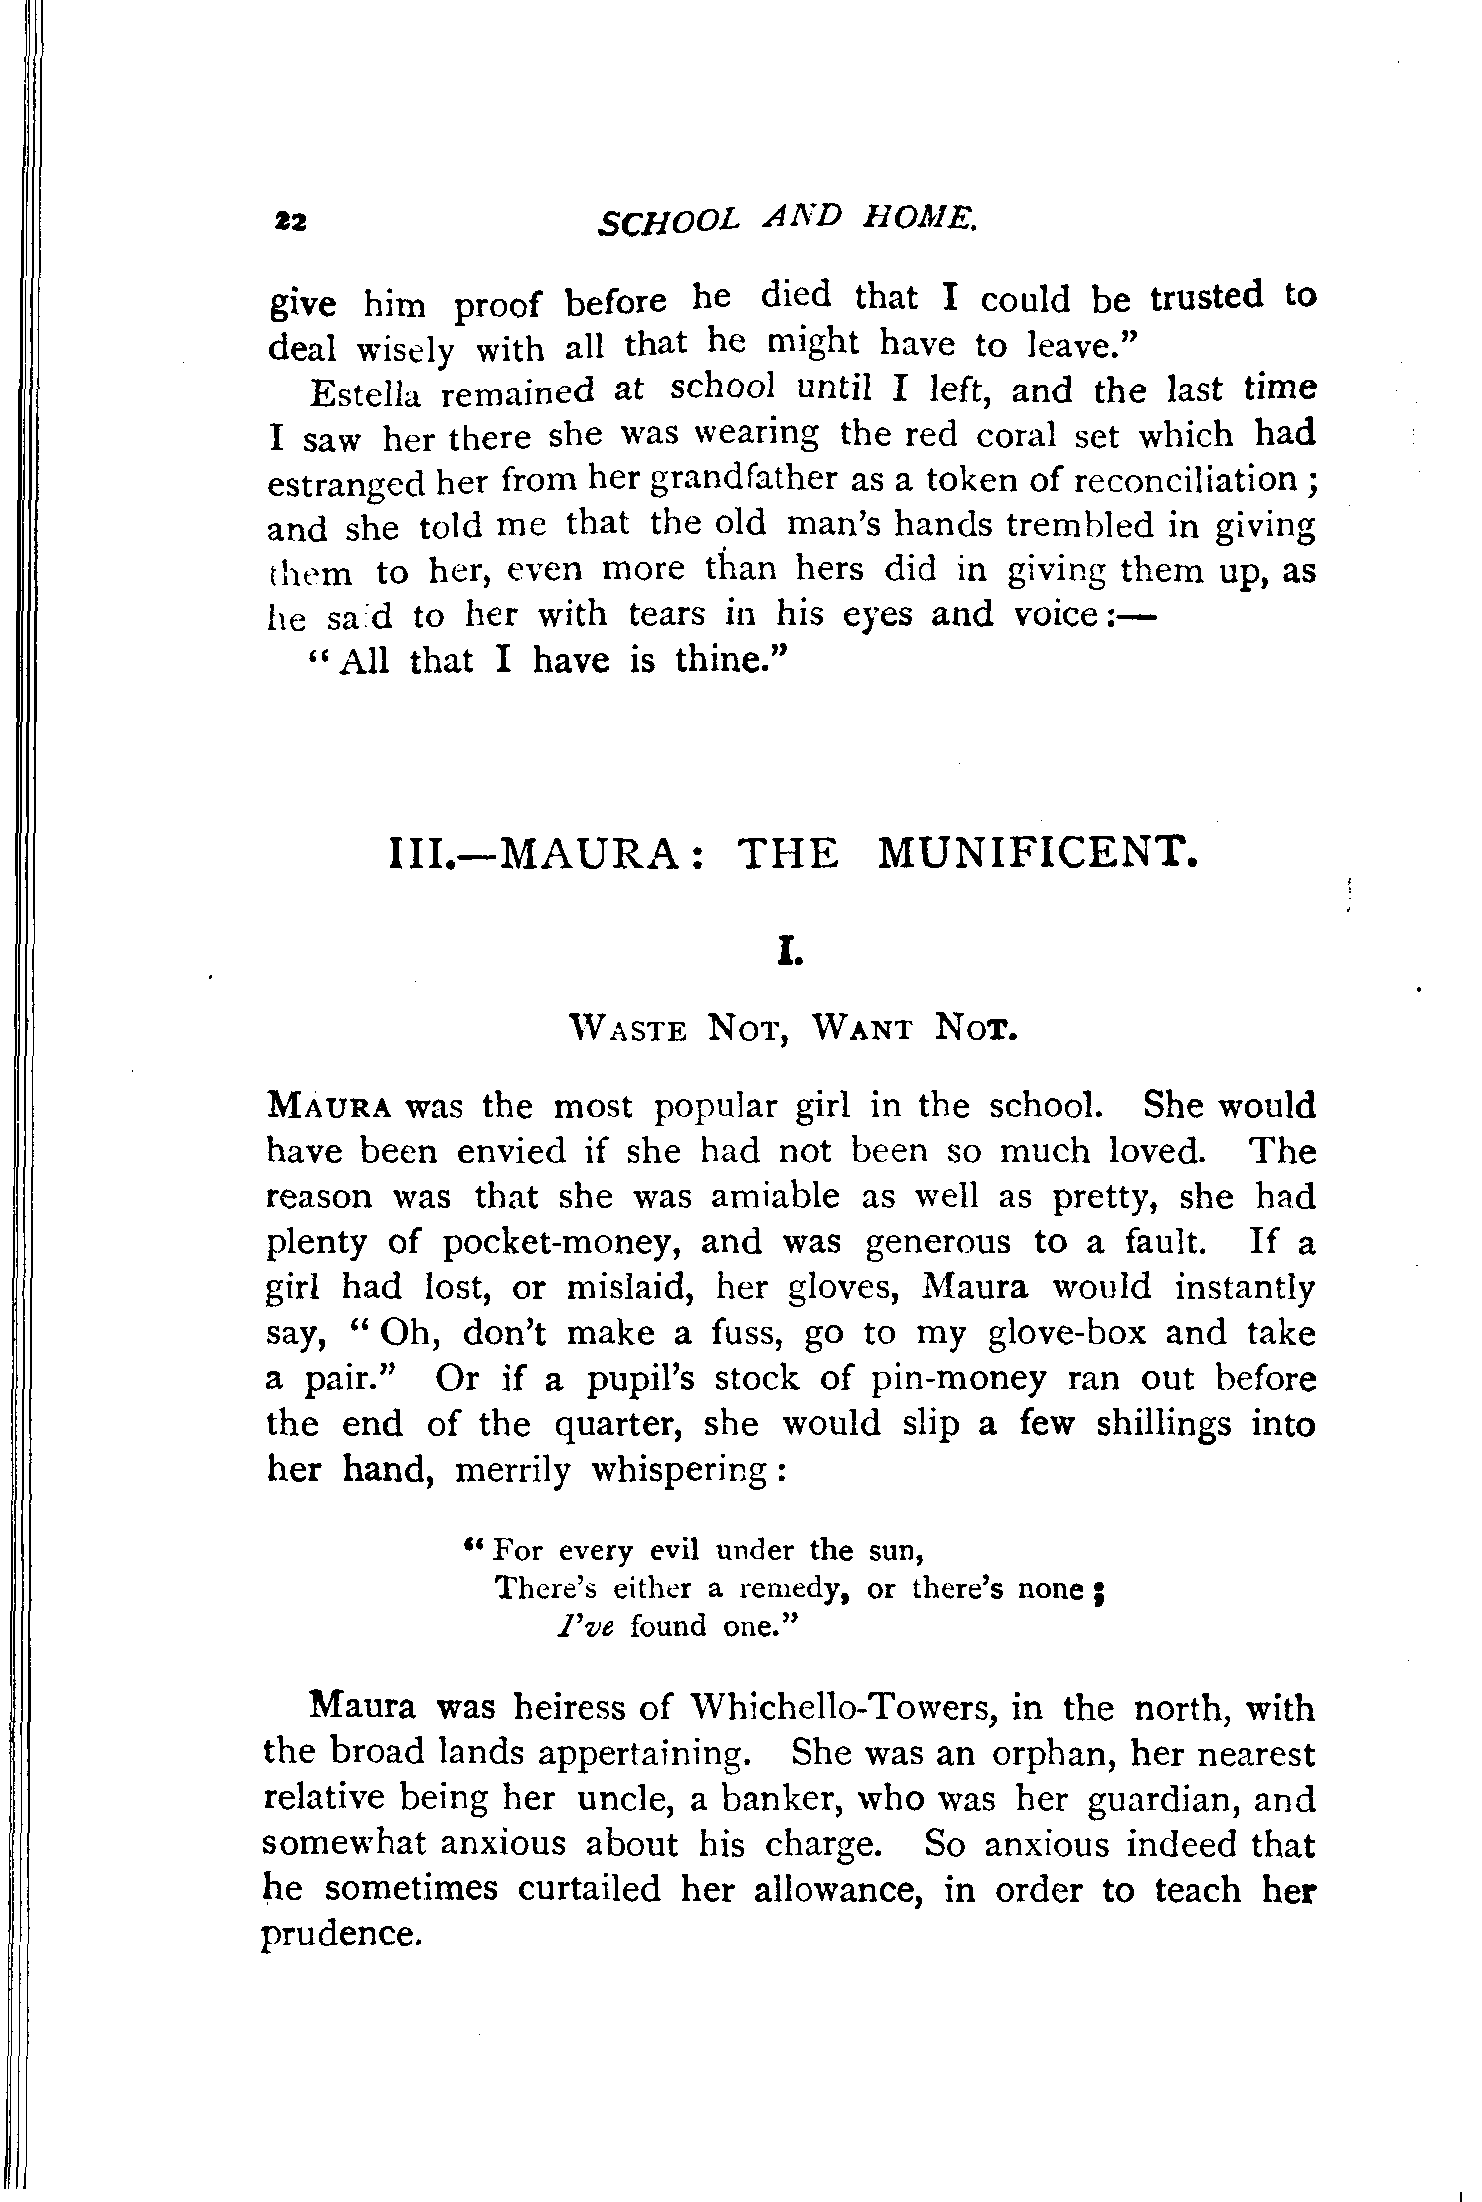 22 SCHOOL AND HOME.
give him proof before he died that I could be trusted to
deal wisely with all that he might have to leave.”
Estella remained at school until I left, and the last time
I saw her there she was wearing the red coral set which had
estranged her from her grandfather as a token of reconciliation ;
and she told me that the old man’s hands trembled in giving
them to her, even more than hers did in giving them up, as
he said to her with tears in his eyes and voice :—
“ All that I have is thine.”
III.—MAURA : THE MUNIFICENT.
I.
WASTE NOT, WANT NOT.
MAURA was the most popular girl in the school. She would
have been envied if she had not been so much loved. The
reason was that she was amiable as well as pretty, she had
plenty of pocket-money, and was generous to a fault. If a
girl had lost, or mislaid, her gloves, Maura would instantly
say, “ Oh, don’t make a fuss, go to my glove-box and take
a pair.” Or if a pupil’s stock of pin-money ran out before
the end of the quarter, she would slip a few shillings into
her hand, merrily whispering :
“ For every evil under the sun,
There’s either a remedy, or there’s none ;
I’ve found one.”
Maura was heiress of Whichello-Towers, in the north, with
the broad lands appertaining. She was an orphan, her nearest
relative being her uncle, a banker, who was her guardian, and
somewhat anxious about his charge. So anxious indeed that
he sometimes curtailed her allowance, in order to teach her
prudence.